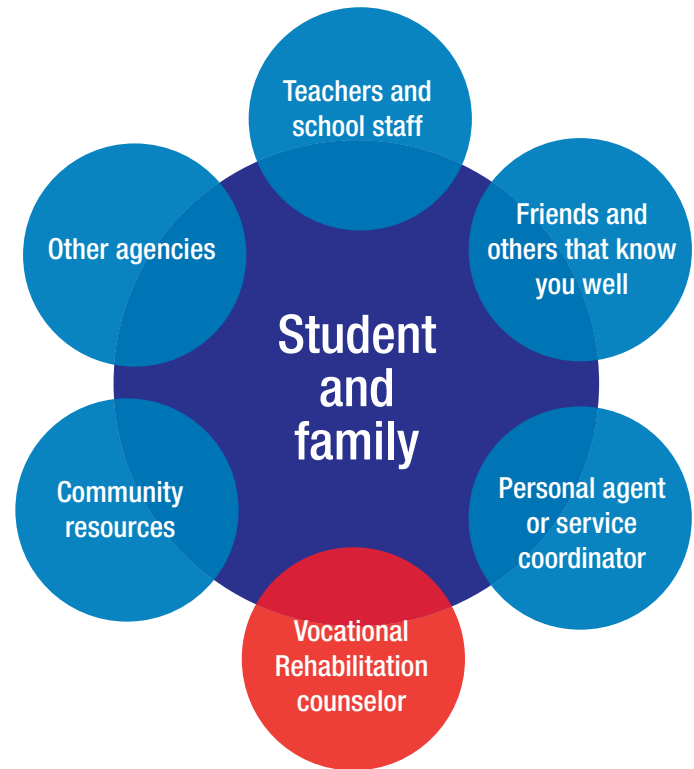 Teachers and
school staff
Friends and
others that know
you well
Other agencies
Student
and
family
Personal agent
or service
coordinator
Community
resources
Vocational
Rehabilitation
counselor